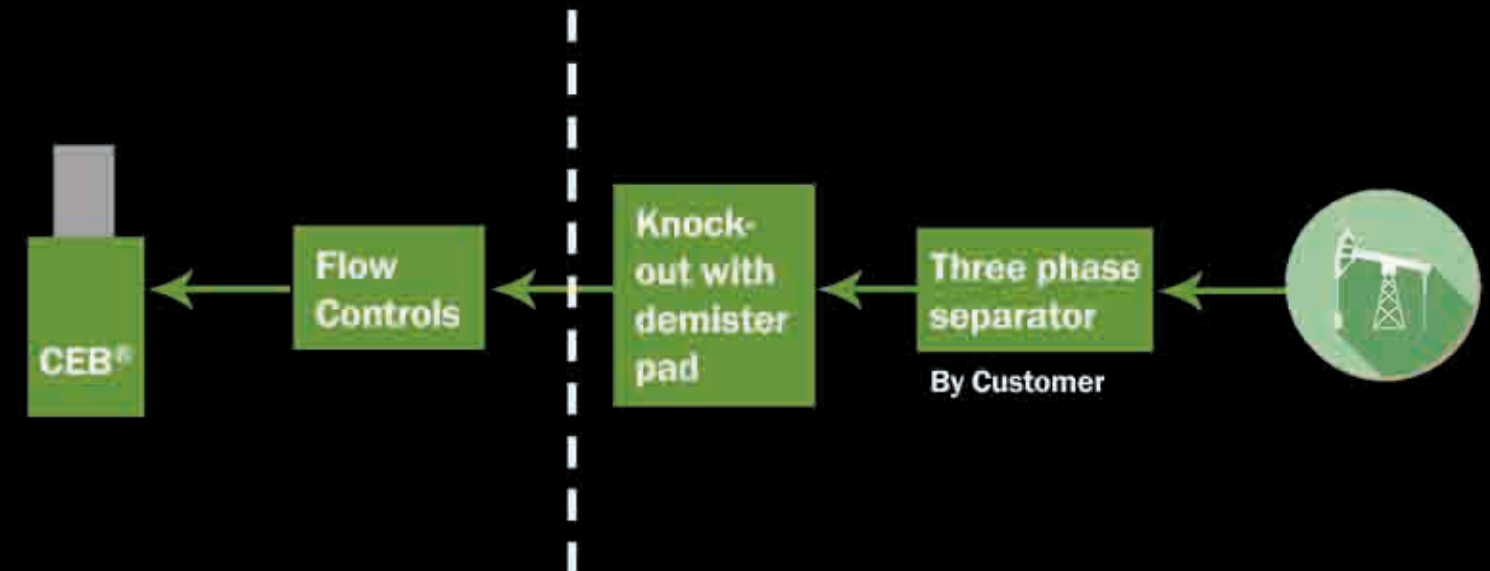 CEB®
Flow
Controls
Knock-
out with
demister
pad
Three phase
separator
By Customer